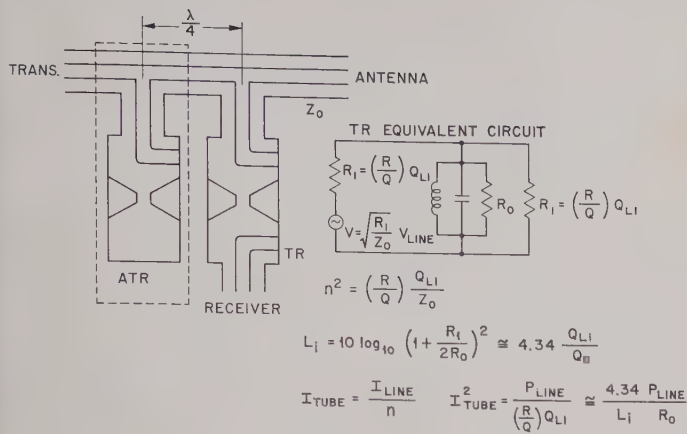 λ/4
TRANS.
ANTENNA
Z₀
TR EQUIVALENT CIRCUIT
R₁ = (R/Q) Q_L1
R₀
R₁ = (R/Q) Q_L1
V = √(R₁/Z₀) V_LINE
TR
ATR
RECEIVER
n² = (R/Q) Q_L1/Z₀
L_i = 10 log₁₀ (1 + R₁/2R₀)² ≅ 4.34 Q_L1/Q
I_TUBE = I_LINE/n I²_TUBE = P_LINE/((R/Q) Q_L1) ≅ 4.34 P_LINE/(L_i R₀)